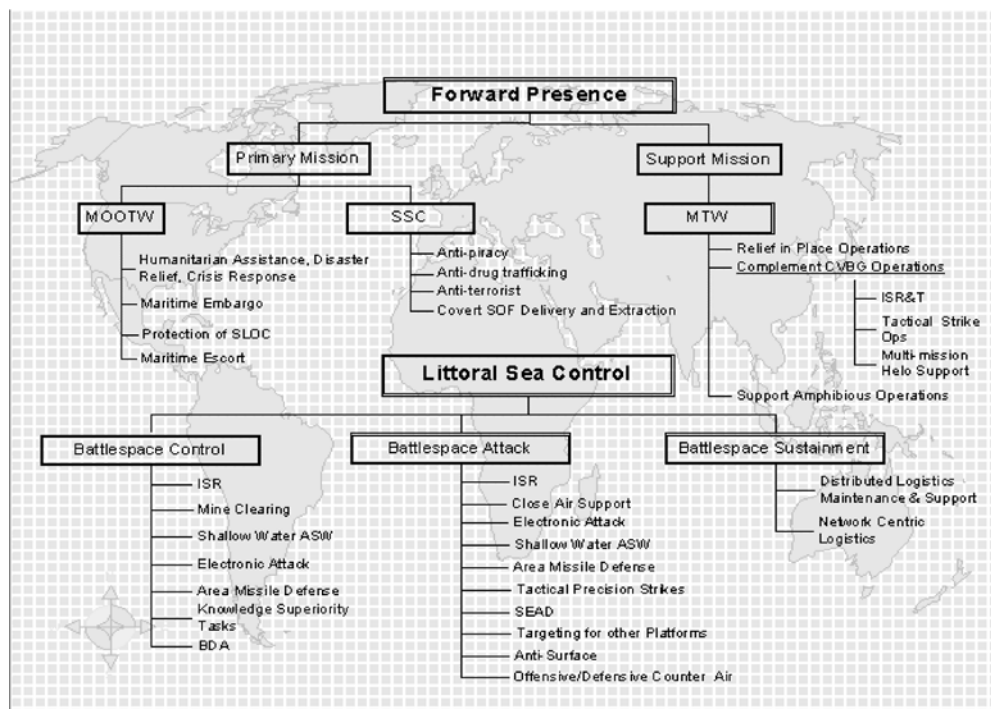 Forward Presence
Primary Mission
Support Mission
MOOTW
SSC
MTW
Humanitarian Assistance, Disaster
Relief, Crisis Response
Maritime Embargo
Protection of SLOC
Maritime Escort
Anti-piracy
Anti-drug trafficking
Anti-terrorist
Covert SOF Delivery and Extraction
Relief in Place Operations
Complement CVBG Operations
ISR&T
Tactical Strike
Ops
Multi-mission
Helo Support
Support Amphibious Operations
Littoral Sea Control
Battlespace Control
Battlespace Attack
Battlespace Sustainment
ISR
Mine Clearing
Shallow Water ASW
Electronic Attack
Area Missile Defense
Knowledge Superiority
Tasks
BDA
ISR
Close Air Support
Electronic Attack
Shallow Water ASW
Area Missile Defense
Tactical Precision Strikes
SEAD
Targeting for other Platforms
Anti-Surface
Offensive/Defensive Counter Air
Distributed Logistics
Maintenance & Support
Network Centric
Logistics